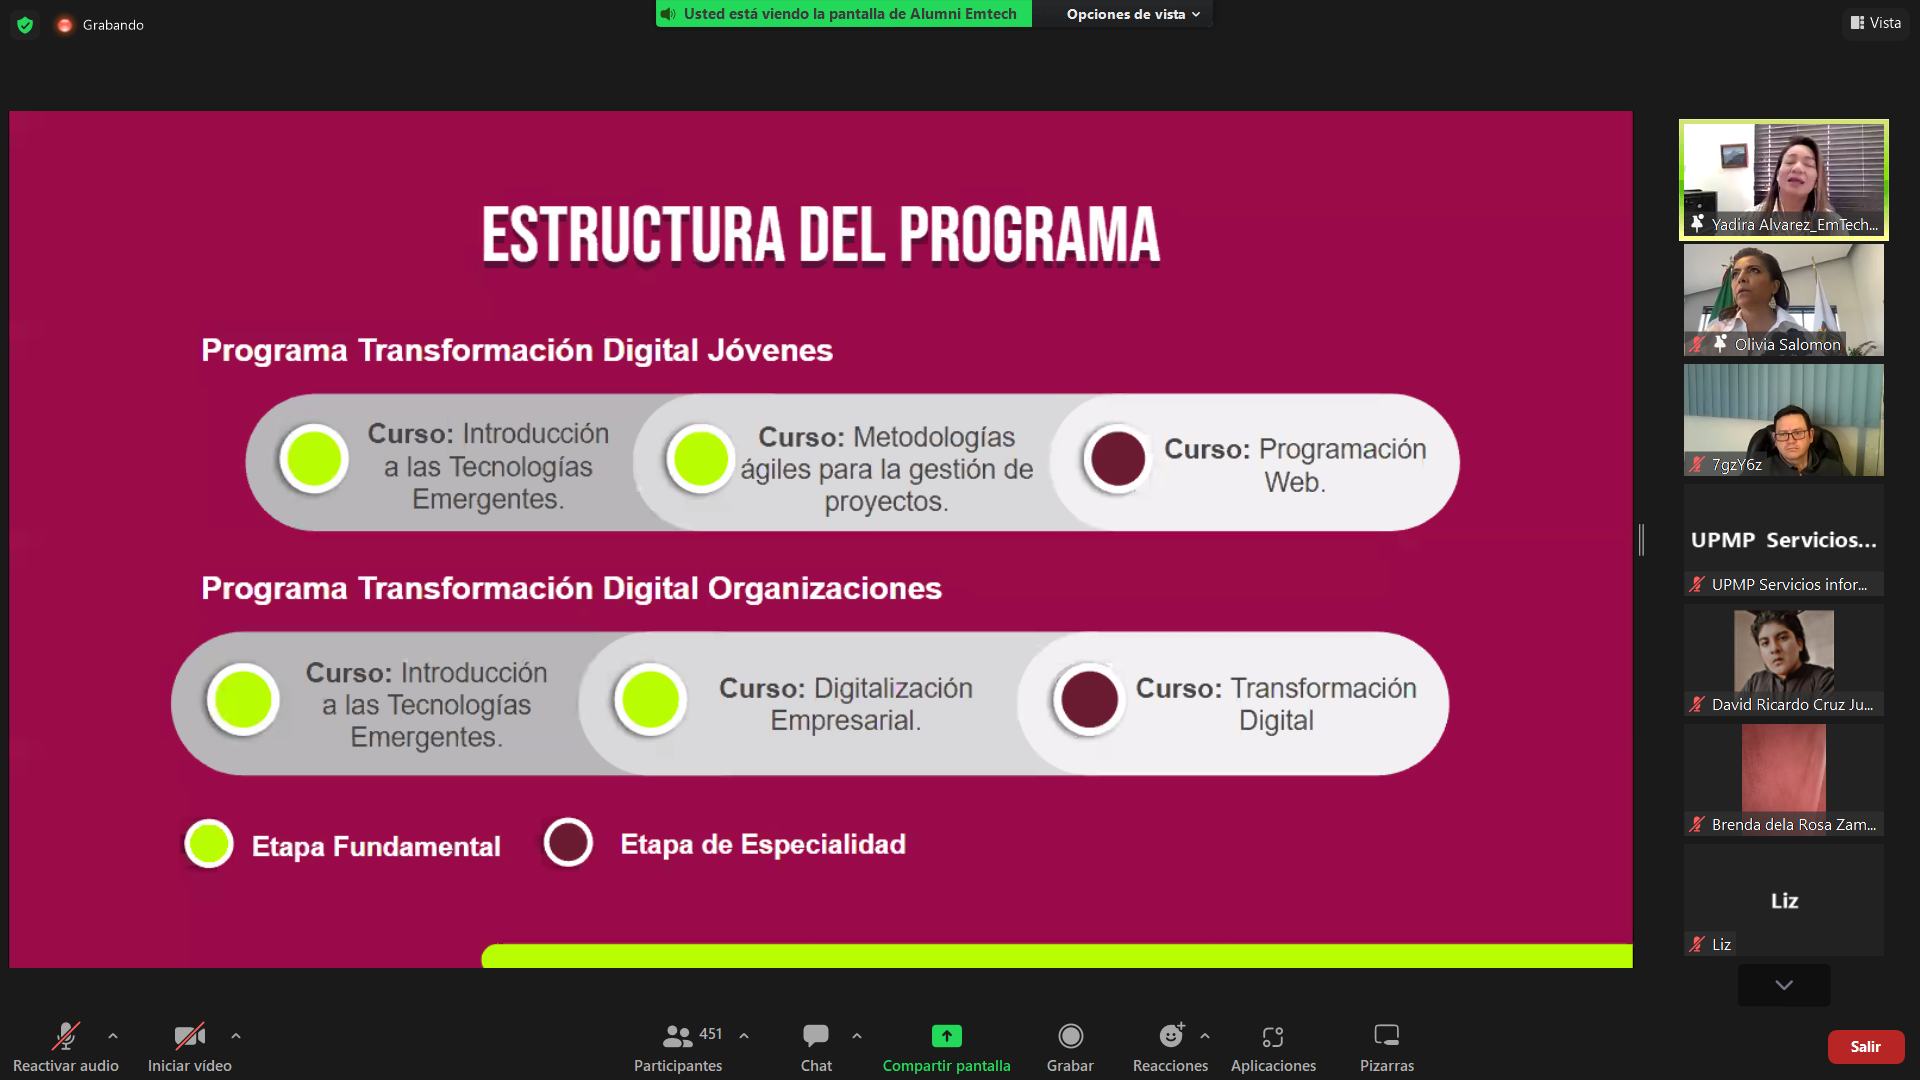 Grabando
Usted está viendo la pantalla de Alumni Emtech
Opciones de vista
Vista
ESTRUCTURA DEL PROGRAMA
Programa Transformación Digital Jóvenes
Curso: Introducción
a las Tecnologías
Emergentes.
Curso: Metodologías
ágiles para la gestión de
proyectos.
Curso: Programación
Web.
Programa Transformación Digital Organizaciones
Curso: Introducción
a las Tecnologías
Emergentes.
Curso: Digitalización
Empresarial.
Curso: Transformación
Digital
Etapa Fundamental
Etapa de Especialidad
Yadira Alvarez_EmTech...
Olivia Salomon
7gzY6z
UPMP Servicios...
UPMP Servicios infor...
David Ricardo Cruz Ju...
Brenda dela Rosa Zam...
Liz
Liz
Reactivar audio
Iniciar vídeo
451
Participantes
Chat
Compartir pantalla
Grabar
Reacciones
Aplicaciones
Pizarras
Salir